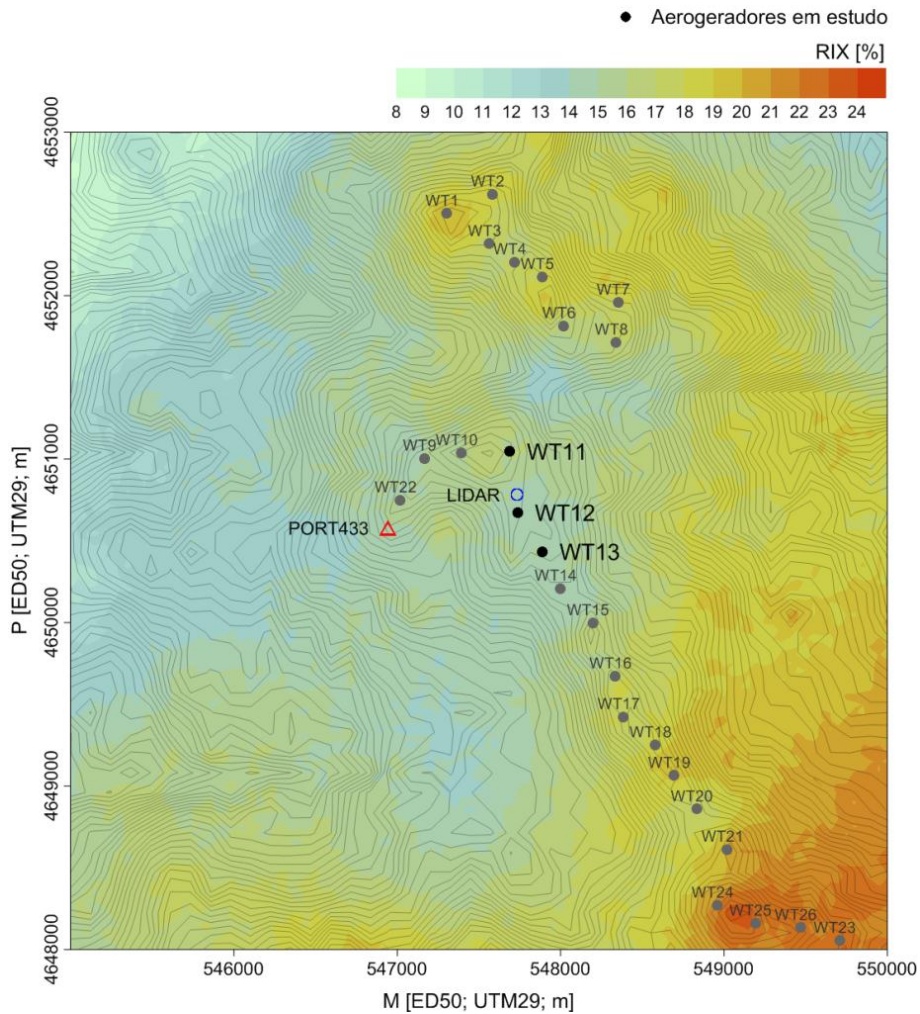 Aerogeradores em estudo
RIX [%]
8 9 10 11 12 13 14 15 16 17 18 19 20 21 22 23 24
4653000
WT2
WT1
WT3
WT4
WT5
4652000
WT7
WT6
WT8
WT10
WT11
WT9
4651000
WT22
LIDAR
WT12
PORT433
WT13
P [ED50; UTM29; m]
WT14
WT15
4650000
WT16
WT17
WT18
WT19
4649000
WT20
WT21
WT24
WT25
WT26
WT23
4648000
546000 547000 548000 549000 550000
M [ED50; UTM29; m]